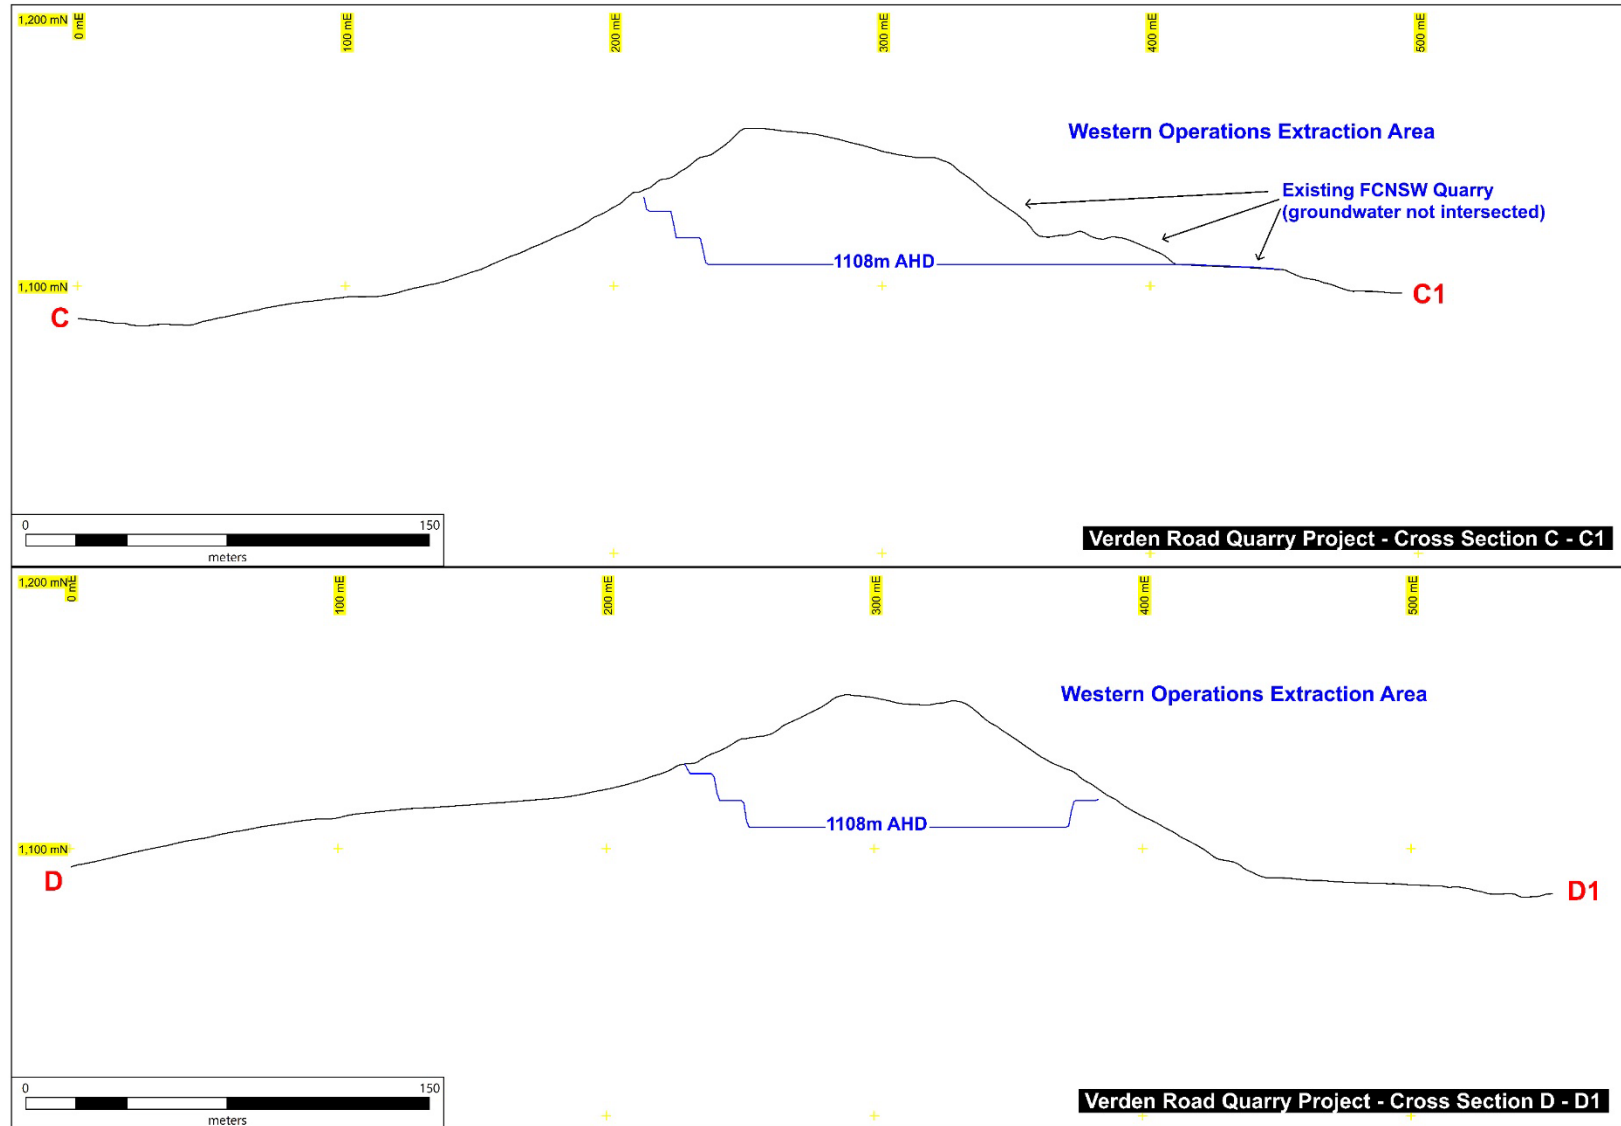 1,200 mN
0 mE
100 mE
200 mE
300 mE
400 mE
500 mE
Western Operations Extraction Area
Existing FCNSW Quarry
(groundwater not intersected)
1108m AHD
1,100 mN
C
C1
0
150
meters
Verden Road Quarry Project - Cross Section C - C1
1,200 mN
0 mE
100 mE
200 mE
300 mE
400 mE
500 mE
Western Operations Extraction Area
1108m AHD
1,100 mN
D
D1
0
150
meters
Verden Road Quarry Project - Cross Section D - D1